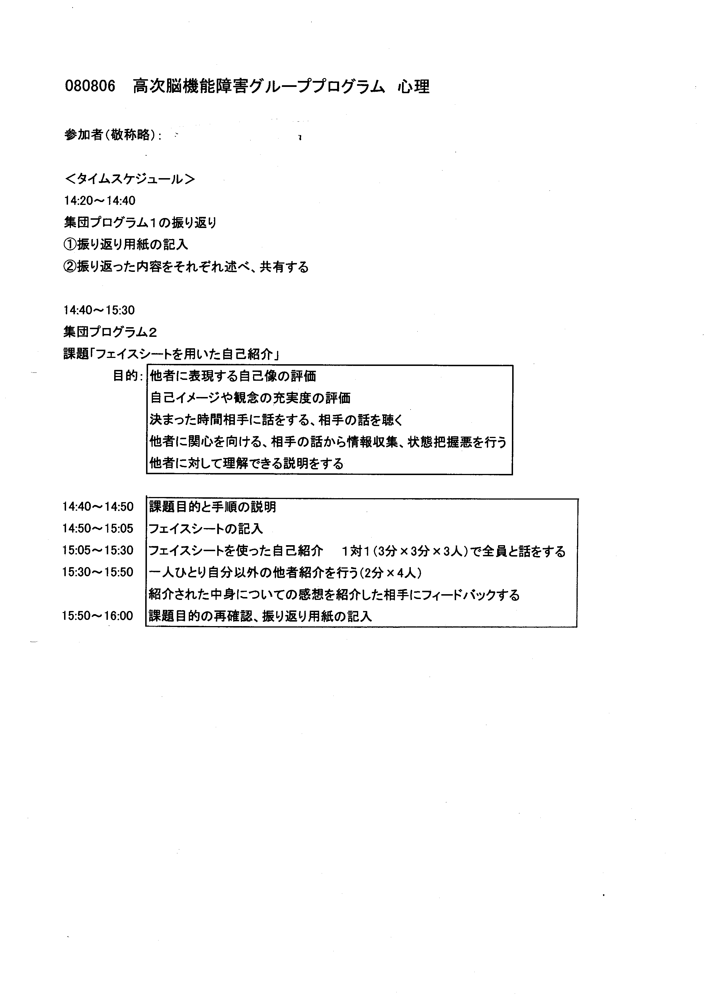 080806　高次脳機能障害グループプログラム　心理
参加者(敬称略):
＜タイムスケジュール＞
14:20～14:40
集団プログラム1の振り返り
①振り返り用紙の記入
②振り返った内容をそれぞれ述べ、共有する
14:40～15:30
集団プログラム2
課題「フェイスシートを用いた自己紹介」
目的: 他者に表現する自己像の評価
自己イメージや観念の充実度の評価
決まった時間相手に話をする、相手の話を聴く
他者に関心を向ける、相手の話から情報収集、状態把握悪を行う
他者に対して理解できる説明をする
14:40～14:50 課題目的と手順の説明
14:50～15:05 フェイスシートの記入
15:05～15:30 フェイスシートを使った自己紹介　1対1(3分×3分×3人)で全員と話をする
15:30～15:50 一人ひとり自分以外の他者紹介を行う(2分×4人)
紹介された中身についての感想を紹介した相手にフィードバックする
15:50～16:00 課題目的の再確認、振り返り用紙の記入